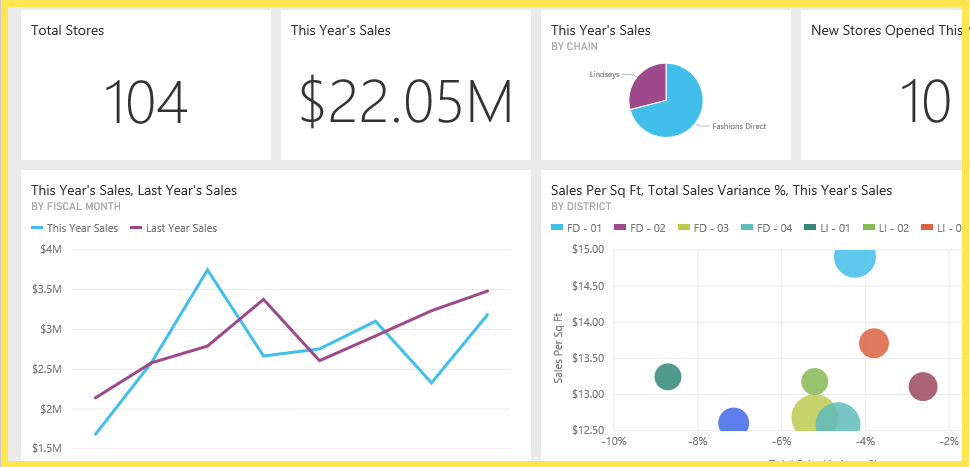 Total Stores
104
This Year's Sales
$22.05M
This Year's Sales
BY CHAIN
Lindseys
Fashions Direct
New Stores Opened This
10
This Year's Sales, Last Year's Sales
BY FISCAL MONTH
This Year Sales Last Year Sales
$4M
$3.5M
$3M
$2.5M
$2M
$1.5M
Sales Per Sq Ft, Total Sales Variance %, This Year's Sales
BY DISTRICT
FD - 01 FD - 02 FD - 03 FD - 04 LI - 01 LI - 02 LI - 0
Sales Per Sq Ft
$15.00
$14.50
$14.00
$13.50
$13.00
$12.50
-10% -8% -6% -4% -2%